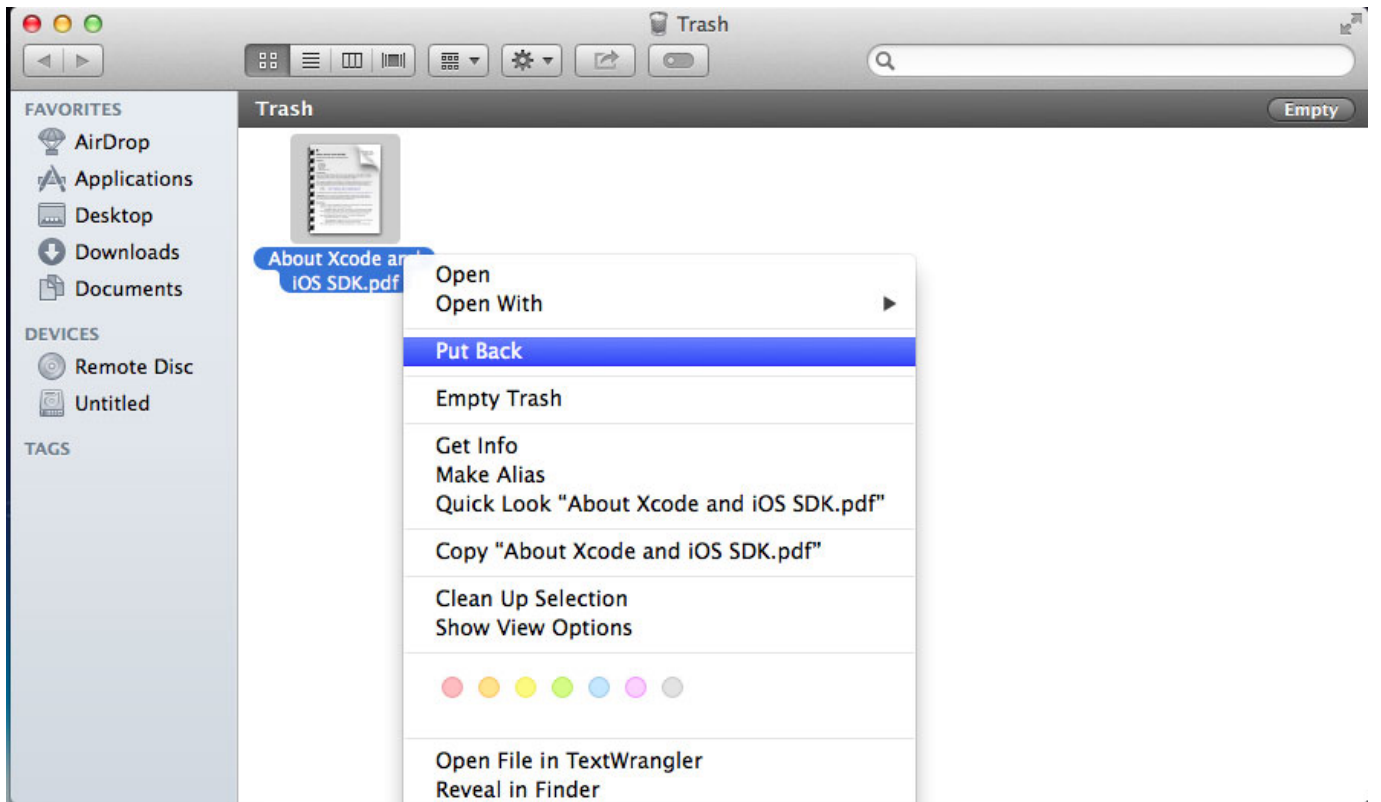 Trash
FAVORITES
AirDrop
Applications
Desktop
Downloads
Documents
DEVICES
Remote Disc
Untitled
TAGS
Trash
Empty
About Xcode and
iOS SDK.pdf
Open
Open With
Put Back
Empty Trash
Get Info
Make Alias
Quick Look “About Xcode and iOS SDK.pdf”
Copy “About Xcode and iOS SDK.pdf”
Clean Up Selection
Show View Options
Open File in TextWrangler
Reveal in Finder